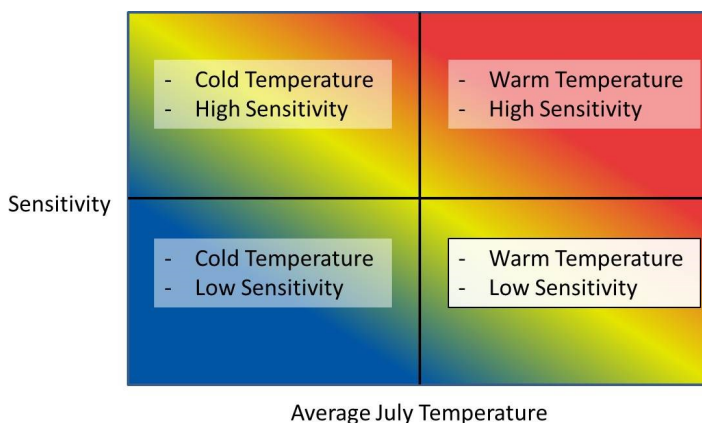 - Cold Temperature
- High Sensitivity
- Warm Temperature
- High Sensitivity
Sensitivity
- Cold Temperature
- Low Sensitivity
- Warm Temperature
- Low Sensitivity
Average July Temperature